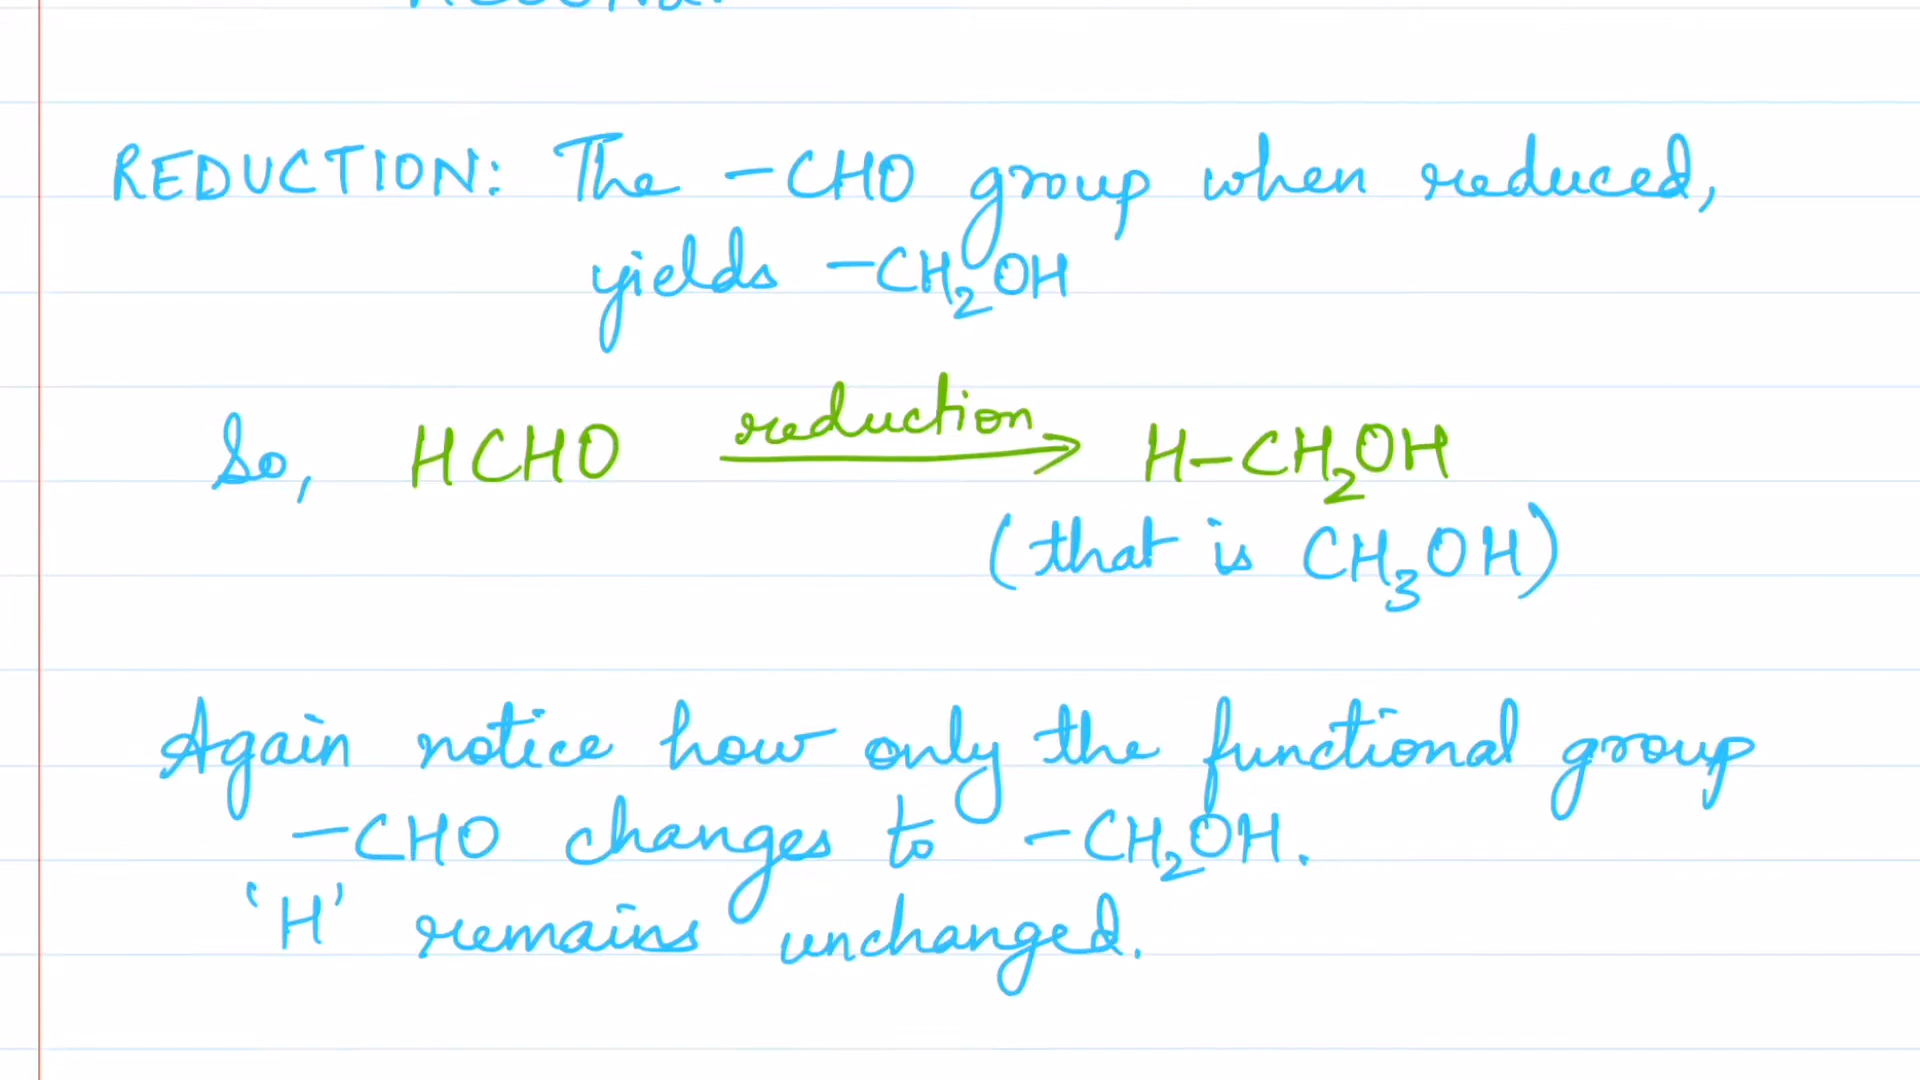 REDUCTION: The -CHO group when reduced,
yields -CH₂OH
So, HCHO reduction → H-CH₂OH
(that is CH₃OH)
Again notice how only the functional group
-CHO changes to -CH₂OH.
'H' remains unchanged.